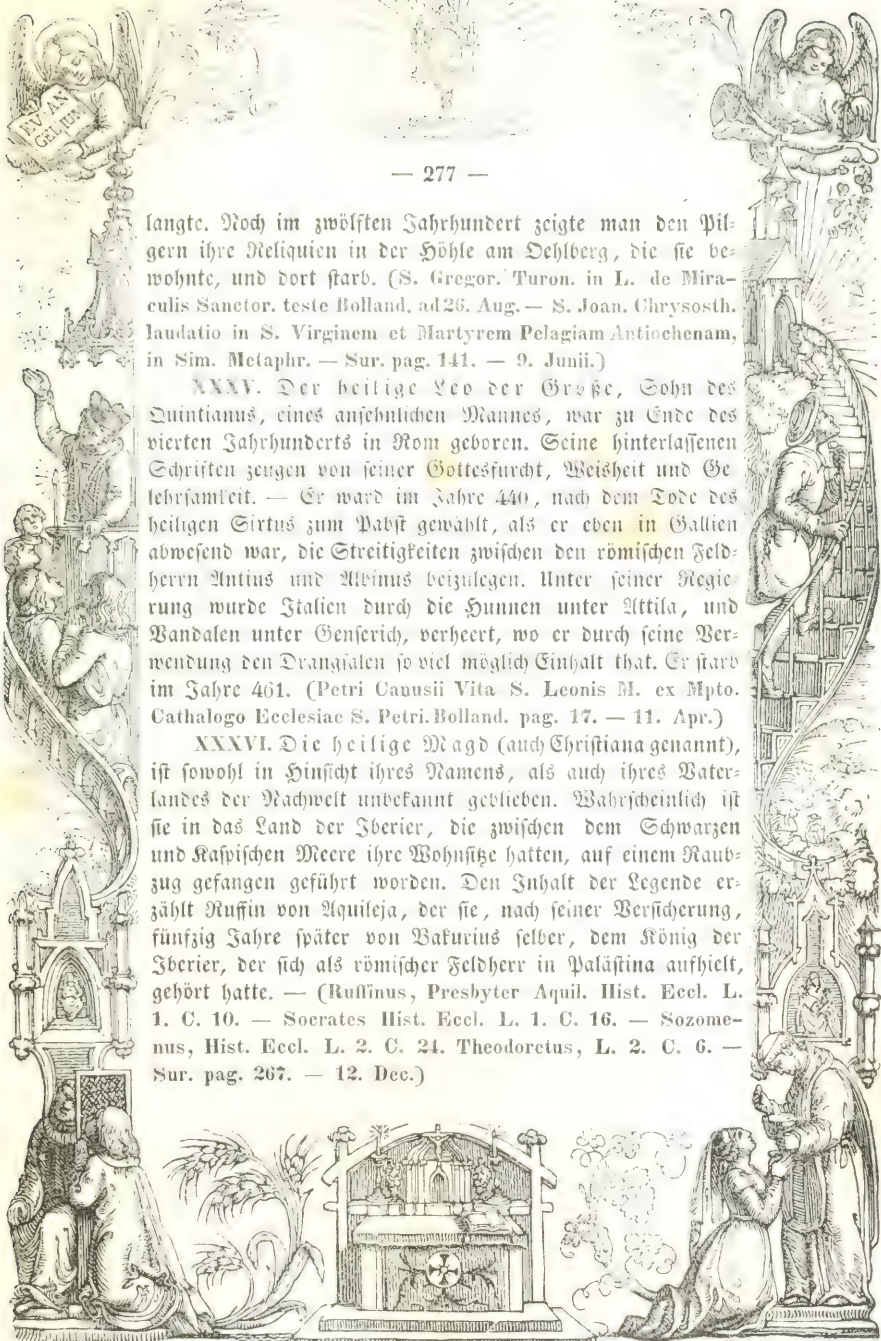 EV AN
GELIUM
— 277 —
langte. Noch im zwölften Jahrhundert zeigte man den Pil-
gern ihre Reliquien in der Höhle am Oehlberg, die sie be-
wohnte, und dort starb. (S. Gregor. Turon. in L. de Mira-
culis Sanctor. teste Bolland. ad 26. Aug. — S. Joan. Chrysosth.
laudatio in S. Virginem et Martyrem Pelagiam Antiochenam,
in Sim. Metaphr. — Sur. pag. 141. — 9. Junii.)
XXXV. Der heilige Leo der Große, Sohn des
Quintianus, eines ansehnlichen Mannes, war zu Ende des
vierten Jahrhunderts in Rom geboren. Seine hinterlassenen
Schriften zeugen von seiner Gottesfurcht, Weisheit und Ge
lehrsamkeit. — Er ward im Jahre 440, nach dem Tode des
heiligen Sixtus zum Pabst gewählt, als er eben in Gallien
abwesend war, die Streitigkeiten zwischen den römischen Feld-
herrn Antius und Albinus beizulegen. Unter seiner Regie
rung wurde Italien durch die Hunnen unter Attila, und
Vandalen unter Genserich, verheert, wo er durch seine Ver-
wendung den Drangsalen so viel möglich Einhalt that. Er starb
im Jahre 461. (Petri Canusii Vita S. Leonis M. ex Mpto.
Cathalogo Ecclesiae S. Petri. Bolland. pag. 17. — 11. Apr.)
XXXVI. Die heilige Magd (auch Christiana genannt),
ist sowohl in Hinsicht ihres Namens, als auch ihres Vater-
landes der Nachwelt unbekannt geblieben. Wahrscheinlich ist
sie in das Land der Iberier, die zwischen dem Schwarzen
und Kaspischen Meere ihre Wohnsitze hatten, auf einem Raub-
zug gefangen geführt worden. Den Inhalt der Legende er-
zählt Ruffin von Aquileja, der sie, nach seiner Versicherung,
fünfzig Jahre später von Bakurius selber, dem König der
Iberier, der sich als römischer Feldherr in Palästina aufhielt,
gehört hatte. — (Ruffinus, Presbyter Aquil. Hist. Eccl. L.
1. C. 10. — Socrates Hist. Eccl. L. 1. C. 16. — Sozome-
nus, Hist. Eccl. L. 2. C. 24. Theodoretus, L. 2. C. 6. —
Sur. pag. 267. — 12. Dec.)